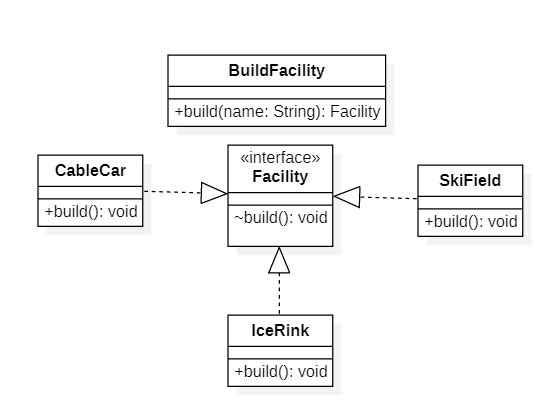 BuildFacility
+build(name: String): Facility
«interface»
Facility
~build(): void
CableCar
+build(): void
SkiField
+build(): void
IceRink
+build(): void